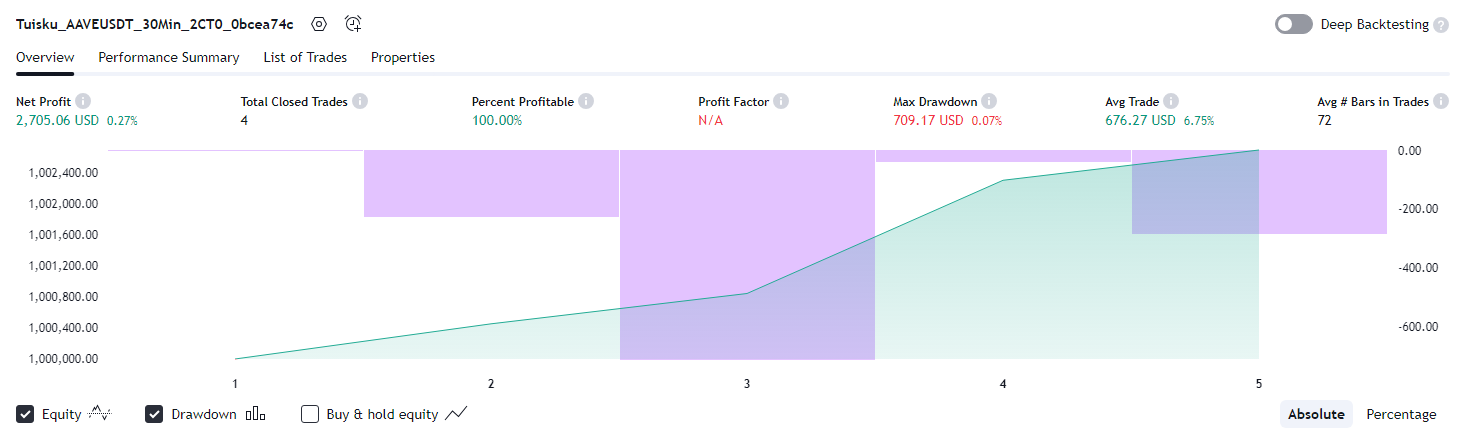 Tuisku_AAVEUSDT_30Min_2CT0_0bcea74c
Deep Backtesting ?
Overview Performance Summary List of Trades Properties
Net Profit i Total Closed Trades i Percent Profitable i Profit Factor i Max Drawdown i Avg Trade i Avg # Bars in Trades i
2,705.06 USD 0.27% 4 100.00% N/A 709.17 USD 0.07% 676.27 USD 6.75% 72
0.00
1,002,400.00
1,002,000.00
-200.00
1,001,600.00
1,001,200.00
-400.00
1,000,800.00
1,000,400.00
-600.00
1,000,000.00
1 2 3 4 5
Equity Drawdown Buy & hold equity Absolute Percentage